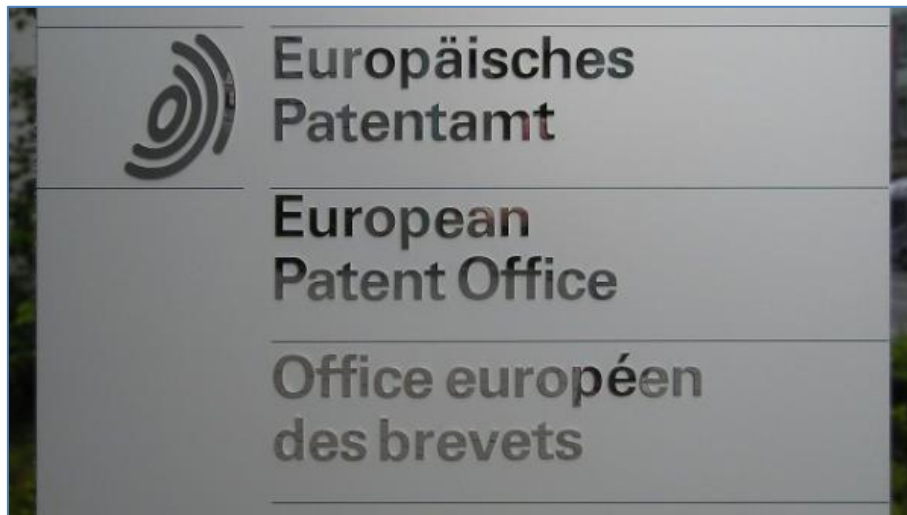 Europäisches
Patentamt
European
Patent Office
Office européen
des brevets